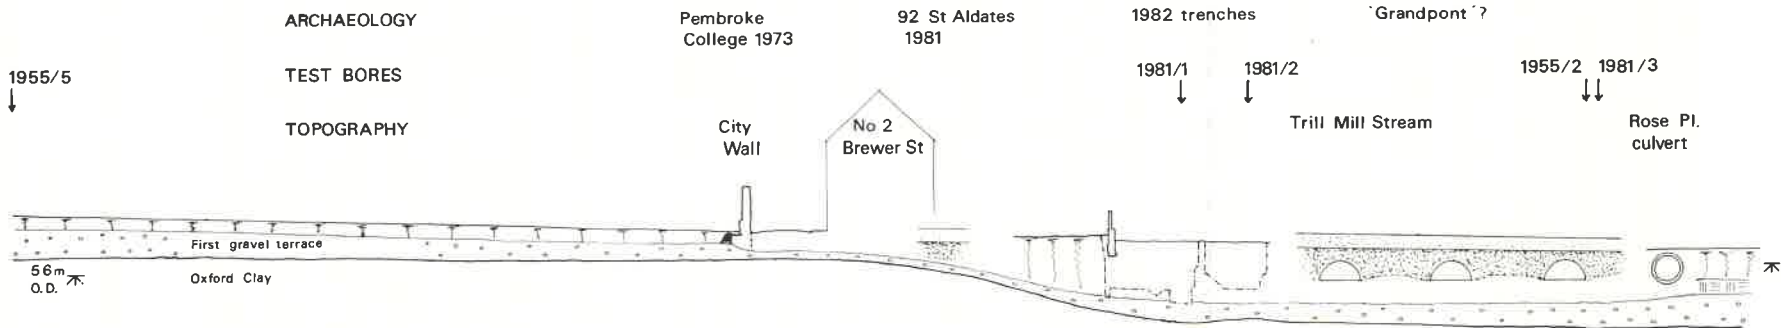 ARCHAEOLOGY
Pembroke
College 1973
92 St Aldates
1981
1982 trenches
'Grandpont'?
1955/5
TEST BORES
1981/1
1981/2
1955/2
1981/3
TOPOGRAPHY
City
Wall
No 2
Brewer St
Trill Mill Stream
Rose Pl.
culvert
First gravel terrace
56m
O.D.
Oxford Clay